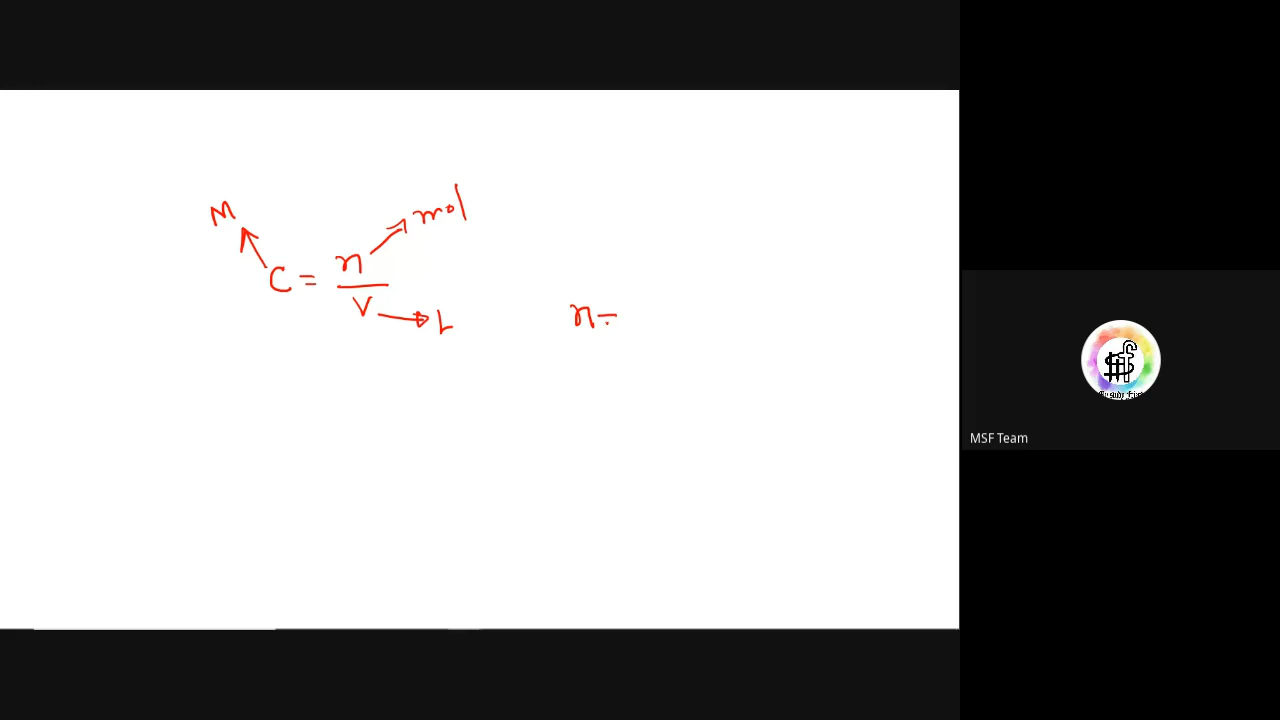 mol
M
C = n/V
L
n=
MSF Team